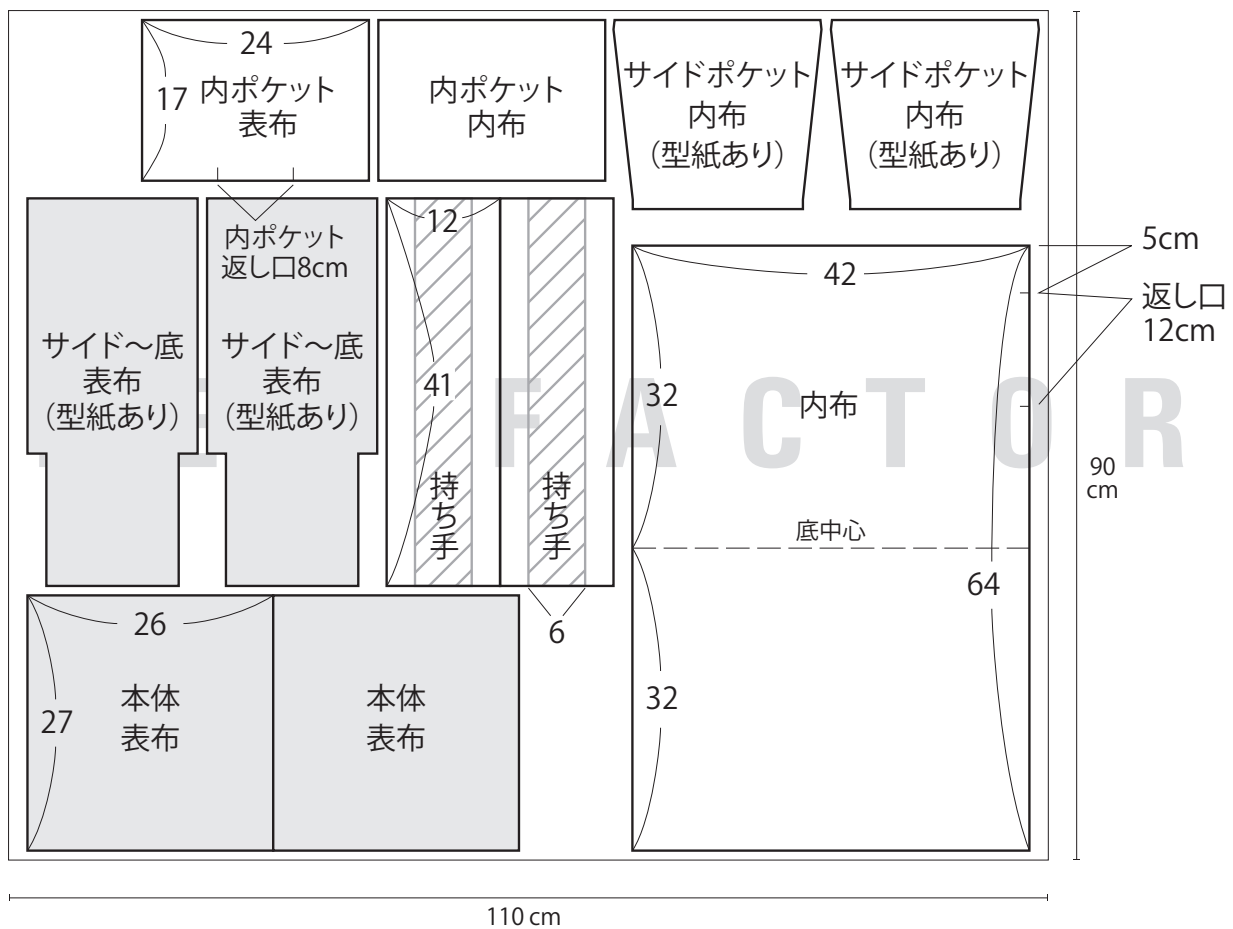 24
17
内ポケット
表布
内ポケット
内布
サイドポケット
内布
(型紙あり)
サイドポケット
内布
(型紙あり)
内ポケット
返し口8cm
サイド〜底
表布
(型紙あり)
サイド〜底
表布
(型紙あり)
12
41
持ち手
持ち手
6
42
32
内布
底中心
64
32
5cm
返し口
12cm
90
cm
26
27
本体
表布
本体
表布
110 cm
FACTOR